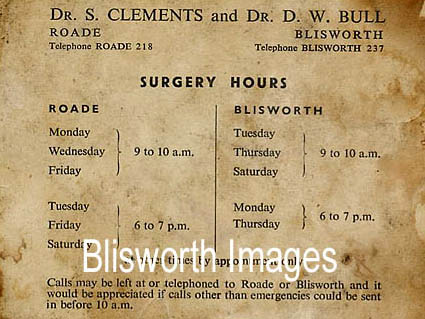 DR. S. CLEMENTS and DR. D. W. BULL
ROADE BLISWORTH
Telephone ROADE 218 Telephone BLISWORTH 237
SURGERY HOURS
ROADE BLISWORTH
Monday
Wednesday 9 to 10 a.m.
Friday
Tuesday
Thursday 9 to 10 a.m.
Saturday
Tuesday
Friday 6 to 7 p.m.
Saturday
Monday
Thursday 6 to 7 p.m.
times by appointment only
Blisworth Images
Calls may be left at or telephoned to Roade or Blisworth and it
would be appreciated if calls other than emergencies could be sent
in before 10 a.m.